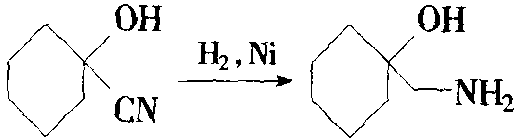 OH
CN
H₂,Ni
OH
NH₂